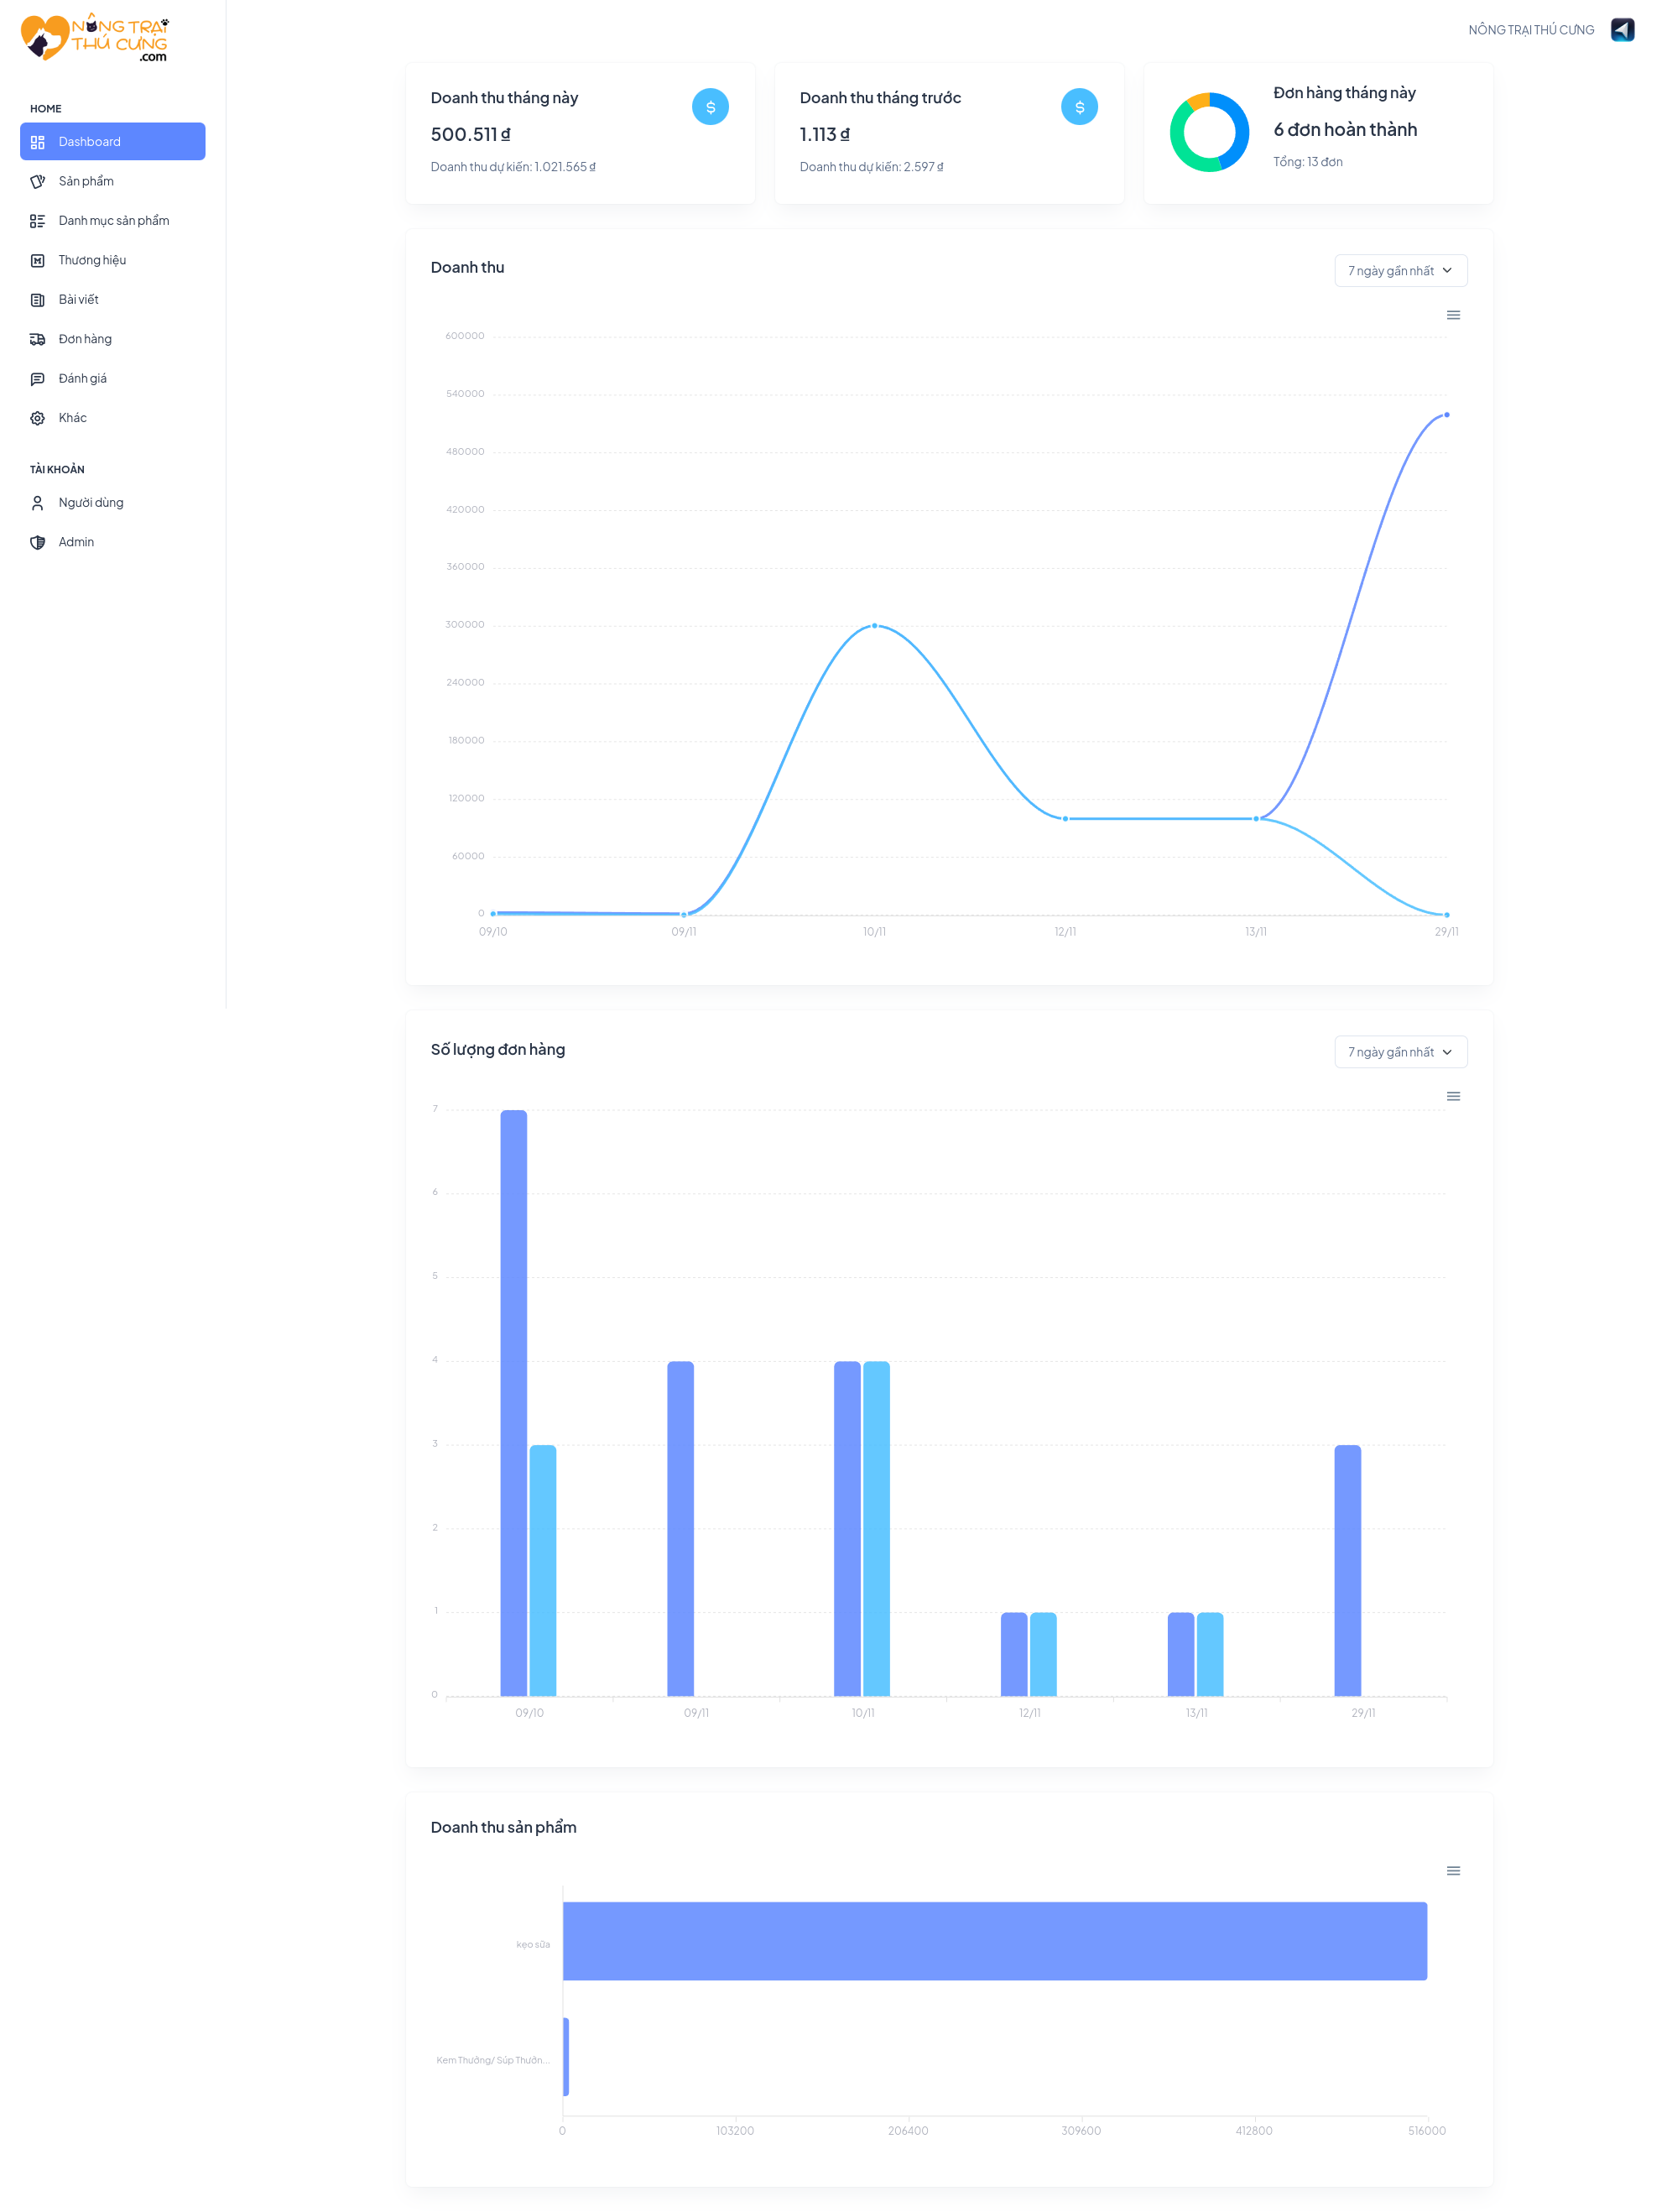 NÔNG TRẠI
THÚ CƯNG
.com
NÔNG TRẠI THÚ CƯNG
HOME
Dashboard
Sản phẩm
Danh mục sản phẩm
Thương hiệu
Bài viết
Đơn hàng
Đánh giá
Khác
TÀI KHOẢN
Người dùng
Admin
Doanh thu tháng này
500.511 ₫
Doanh thu dự kiến: 1.021.565 ₫
Doanh thu tháng trước
1.113 ₫
Doanh thu dự kiến: 2.597 ₫
Đơn hàng tháng này
6 đơn hoàn thành
Tổng: 13 đơn
Doanh thu
7 ngày gần nhất
600000
540000
480000
420000
360000
300000
240000
180000
120000
60000
0
09/10 09/11 10/11 12/11 13/11 29/11
Số lượng đơn hàng
7 ngày gần nhất
7
6
5
4
3
2
1
0
09/10 09/11 10/11 12/11 13/11 29/11
Doanh thu sản phẩm
kẹo sữa
Kem Thưởng/ Súp Thưởn...
0 103200 206400 309600 412800 516000